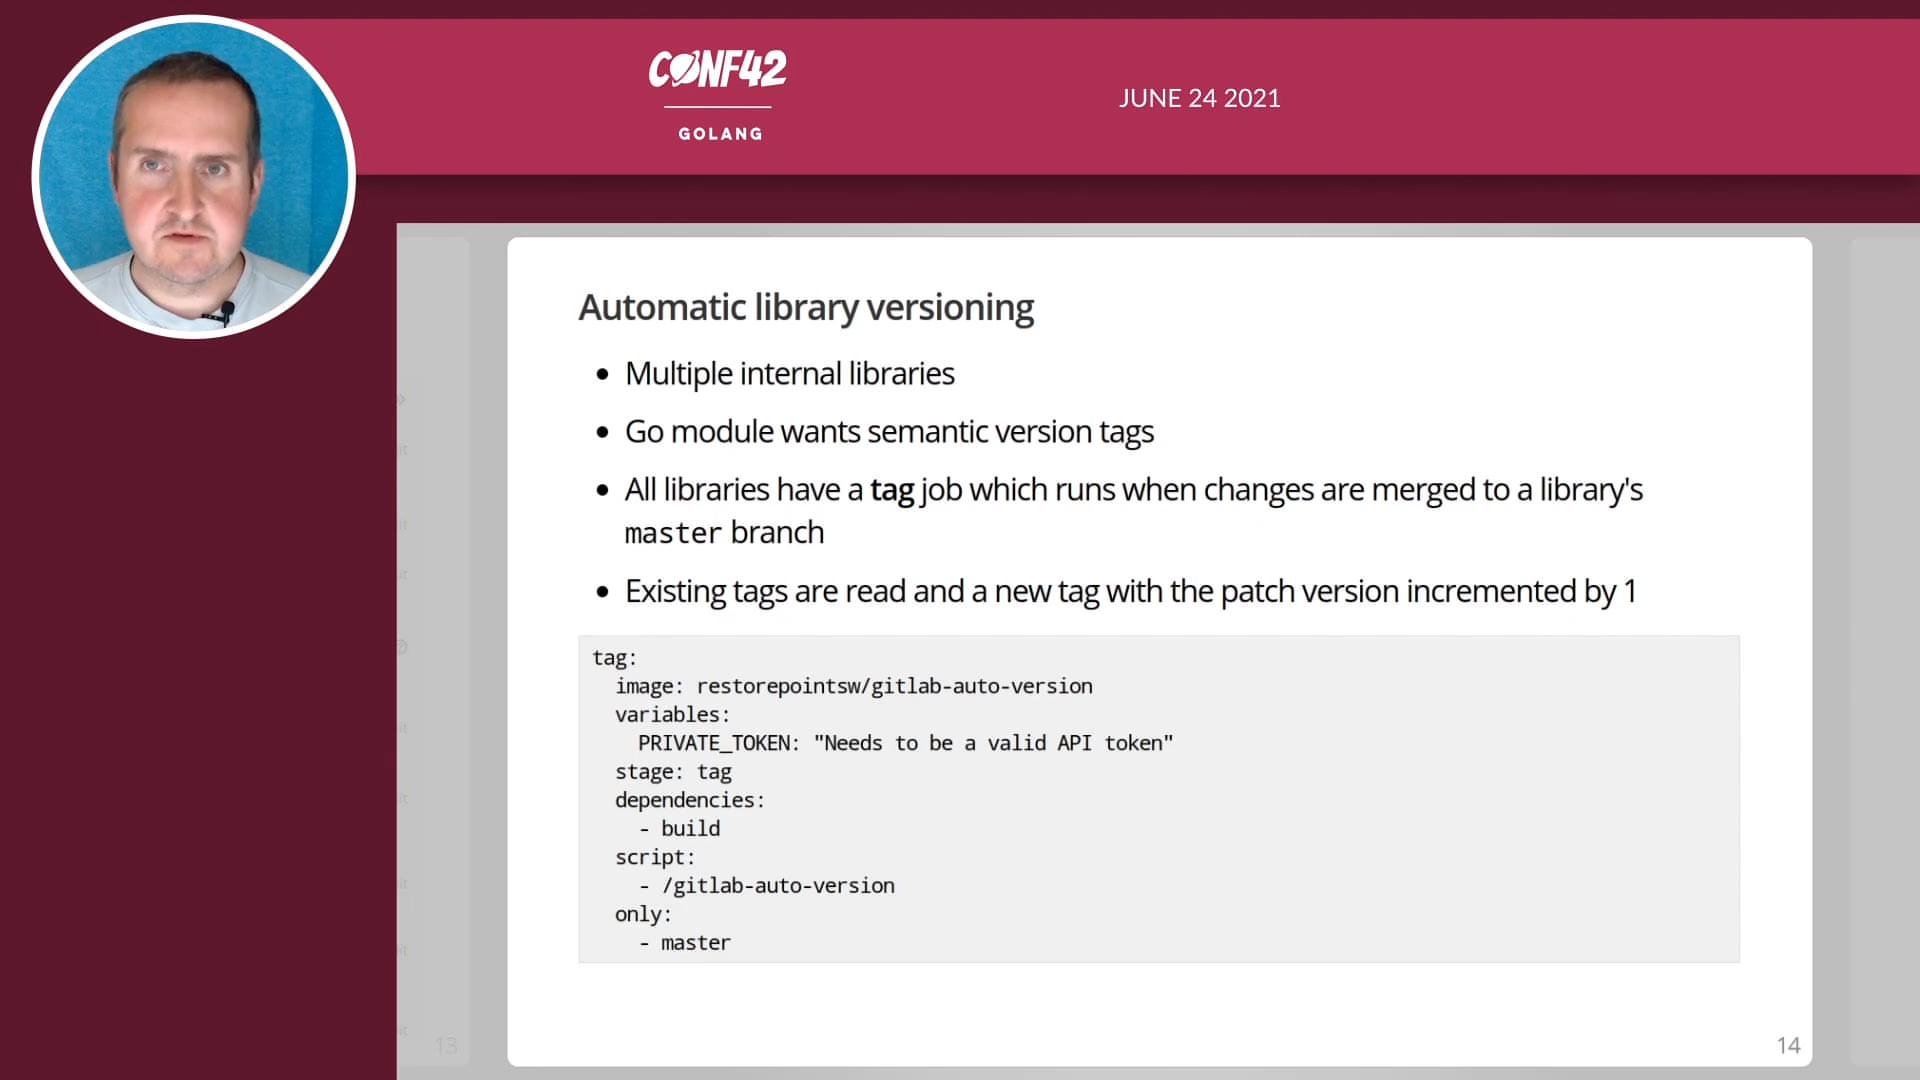 CONF42
GOLANG
JUNE 24 2021
Automatic library versioning
• Multiple internal libraries
• Go module wants semantic version tags
• All libraries have a tag job which runs when changes are merged to a library's
master branch
• Existing tags are read and a new tag with the patch version incremented by 1
tag:
  image: restorepointsw/gitlab-auto-version
  variables:
    PRIVATE_TOKEN: "Needs to be a valid API token"
  stage: tag
  dependencies:
    - build
  script:
    - /gitlab-auto-version
  only:
    - master
13
14